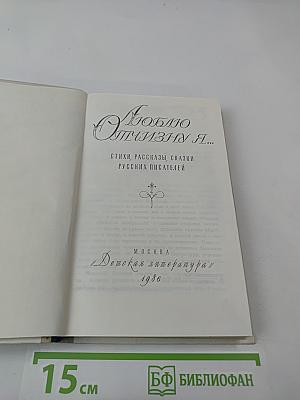 Люблю
Отчизну я...
СТИХИ, РАССКАЗЫ, СКАЗКИ
РУССКИХ ПИСАТЕЛЕЙ
МОСКВА
«Детская литература»
1986
15 см
БФ БИБЛИОФАН